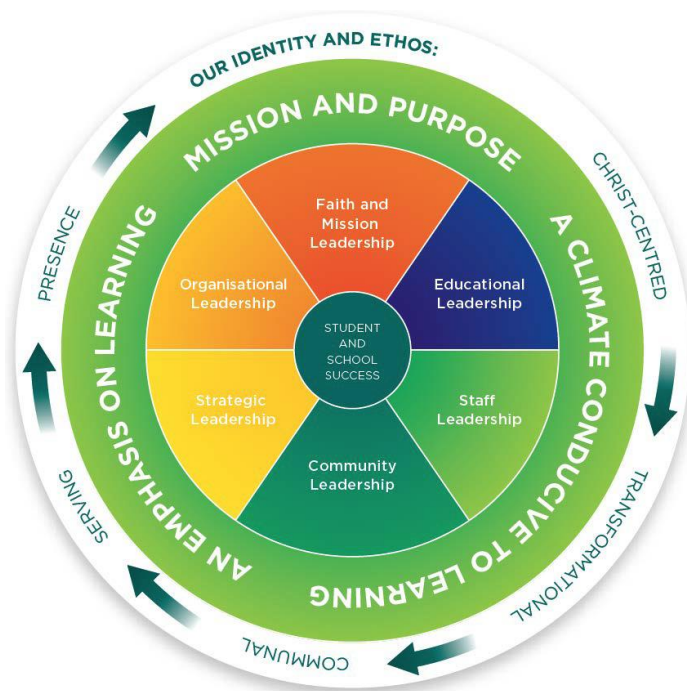 OUR IDENTITY AND ETHOS:
CHRIST-CENTRED
TRANSFORMATIONAL
COMMUNAL
SERVING
PRESENCE
MISSION AND PURPOSE
A CLIMATE CONDUCIVE TO LEARNING
AN EMPHASIS ON LEARNING
Faith and
Mission
Leadership
Educational
Leadership
Staff
Leadership
Community
Leadership
Strategic
Leadership
Organisational
Leadership
STUDENT
AND
SCHOOL
SUCCESS